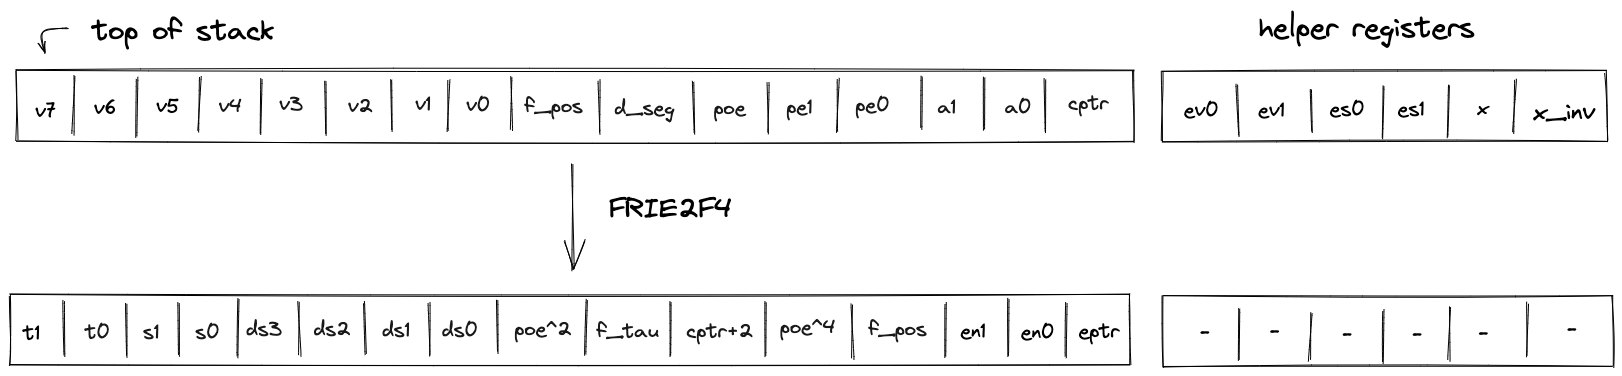 top of stack
helper registers
v7 v6 v5 v4 v3 v2 v1 v0 f_pos d_seg poe pe1 pe0 a1 a0 cptr
ev0 ev1 es0 es1 x x_inv
FRIE2F4
t1 t0 s1 s0 ds3 ds2 ds1 ds0 poe^2 f_tau cptr+2 poe^4 f_pos en1 en0 eptr
- - - - - -